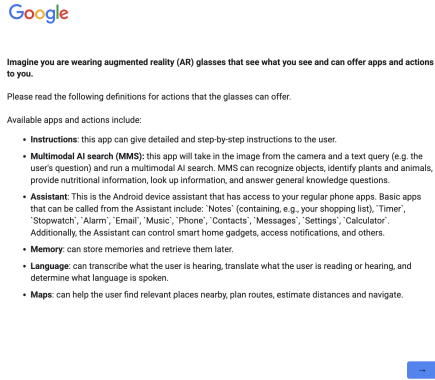 Google
Imagine you are wearing augmented reality (AR) glasses that see what you see and can offer apps and actions
to you.
Please read the following definitions for actions that the glasses can offer.
Available apps and actions include:
• Instructions: this app can give detailed and step-by-step instructions to the user.
• Multimodal AI search (MMS): this app will take in the image from the camera and a text query (e.g. the
user's question) and run a multimodal AI search. MMS can recognize objects, identify plants and animals,
provide nutritional information, look up information, and answer general knowledge questions.
• Assistant: This is the Android device assistant that has access to your regular phone apps. Basic apps
that can be called from the Assistant include: `Notes` (containing, e.g., your shopping list), `Timer`,
`Stopwatch`, `Alarm`, `Email`, `Music`, `Phone`, `Contacts`, `Messages`, `Settings`, `Calculator`.
Additionally, the Assistant can control smart home gadgets, access notifications, and others.
• Memory: can store memories and retrieve them later.
• Language: can transcribe what the user is hearing, translate what the user is reading or hearing, and
determine what language is spoken.
• Maps: can help the user find relevant places nearby, plan routes, estimate distances and navigate.
→